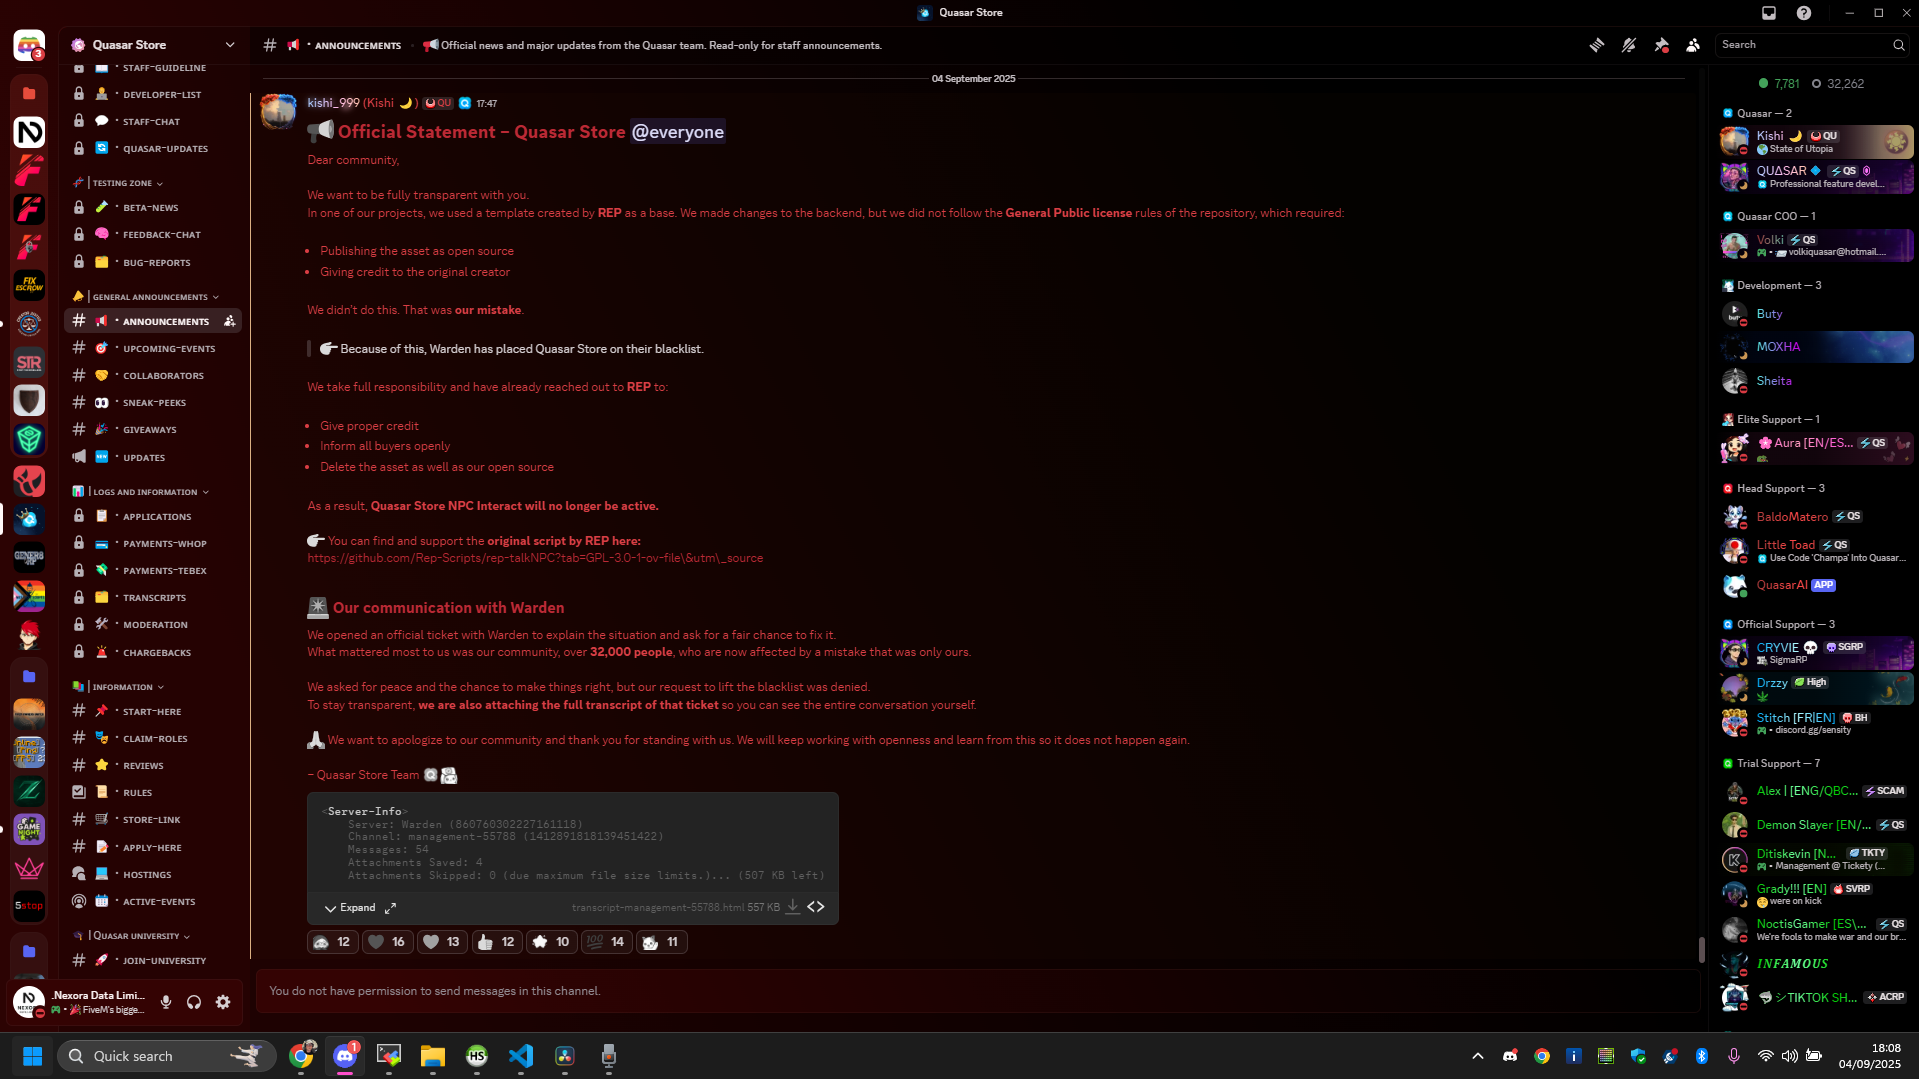 Quasar Store
Quasar Store
STAFF-GUIDELINE
DEVELOPER-LIST
STAFF-CHAT
QUASAR-UPDATES
TESTING ZONE
BETA-NEWS
FEEDBACK-CHAT
BUG-REPORTS
GENERAL ANNOUNCEMENTS
ANNOUNCEMENTS
UPCOMING-EVENTS
COLLABORATORS
SNEAK-PEEKS
GIVEAWAYS
UPDATES
LOGS AND INFORMATION
APPLICATIONS
PAYMENTS-WHOP
PAYMENTS-TEBEX
TRANSCRIPTS
MODERATION
CHARGEBACKS
INFORMATION
START-HERE
CLAIM-ROLES
REVIEWS
RULES
STORE-LINK
APPLY-HERE
HOSTINGS
ACTIVE-EVENTS
QUASAR UNIVERSITY
JOIN-UNIVERSITY
3
FIX ESCROW
STR
GENER8
GAME NIGHT
5stop
.Nexora Data Limi...
FiveM's bigge...
# • ANNOUNCEMENTS Official news and major updates from the Quasar team. Read-only for staff announcements.
Search
04 September 2025
kishi_999 (Kishi 🌙) QU 17:47
Official Statement – Quasar Store @everyone
Dear community,
We want to be fully transparent with you.
In one of our projects, we used a template created by REP as a base. We made changes to the backend, but we did not follow the General Public license rules of the repository, which required:
• Publishing the asset as open source
• Giving credit to the original creator
We didn't do this. That was our mistake.
👉 Because of this, Warden has placed Quasar Store on their blacklist.
We take full responsibility and have already reached out to REP to:
• Give proper credit
• Inform all buyers openly
• Delete the asset as well as our open source
As a result, Quasar Store NPC Interact will no longer be active.
👉 You can find and support the original script by REP here:
https://github.com/Rep-Scripts/rep-talkNPC?tab=GPL-3.0-1-ov-file\&utm\_source
Our communication with Warden
We opened an official ticket with Warden to explain the situation and ask for a fair chance to fix it.
What mattered most to us was our community, over 32,000 people, who are now affected by a mistake that was only ours.
We asked for peace and the chance to make things right, but our request to lift the blacklist was denied.
To stay transparent, we are also attaching the full transcript of that ticket so you can see the entire conversation yourself.
🙏 We want to apologize to our community and thank you for standing with us. We will keep working with openness and learn from this so it does not happen again.
– Quasar Store Team
<Server-Info>
Server: Warden (860760302227161118)
Channel: management-55788 (1412891818139451422)
Messages: 54
Attachments Saved: 4
Attachments Skipped: 0 (due maximum file size limits.)... (507 KB left)
Expand
transcript-management-55788.html 557 KB
12 16 13 12 10 14 11
You do not have permission to send messages in this channel.
7,781 32,262
Quasar — 2
Kishi 🌙 QU
State of Utopia
QUΔSAR QS
Professional feature devel...
Quasar COO — 1
Volki QS
• volkiquasar@hotmail....
Development — 3
Buty
MOXHA
Sheita
Elite Support — 1
Aura [EN/ES... QS
Head Support — 3
BaldoMatero QS
Little Toad QS
Use Code 'Champa' Into Quasar...
QuasarAI APP
Official Support — 3
CRYVIE SGRP
SigmaRP
Drzzy High
Stitch [FR|EN] BH
• discord.gg/sensity
Trial Support — 7
Alex | [ENG/QBC... SCAM
Demon Slayer [EN/... QS
Ditiskevin [N... TKTY
• Management @ Tickety (...
Grady!!! [EN] SVRP
were on kick
NoctisGamer [ES\... QS
We're fools to make war and our br...
INFAMOUS
シTIKTOK SH... ACRP
Quick search
1
HS
18:08
04/09/2025